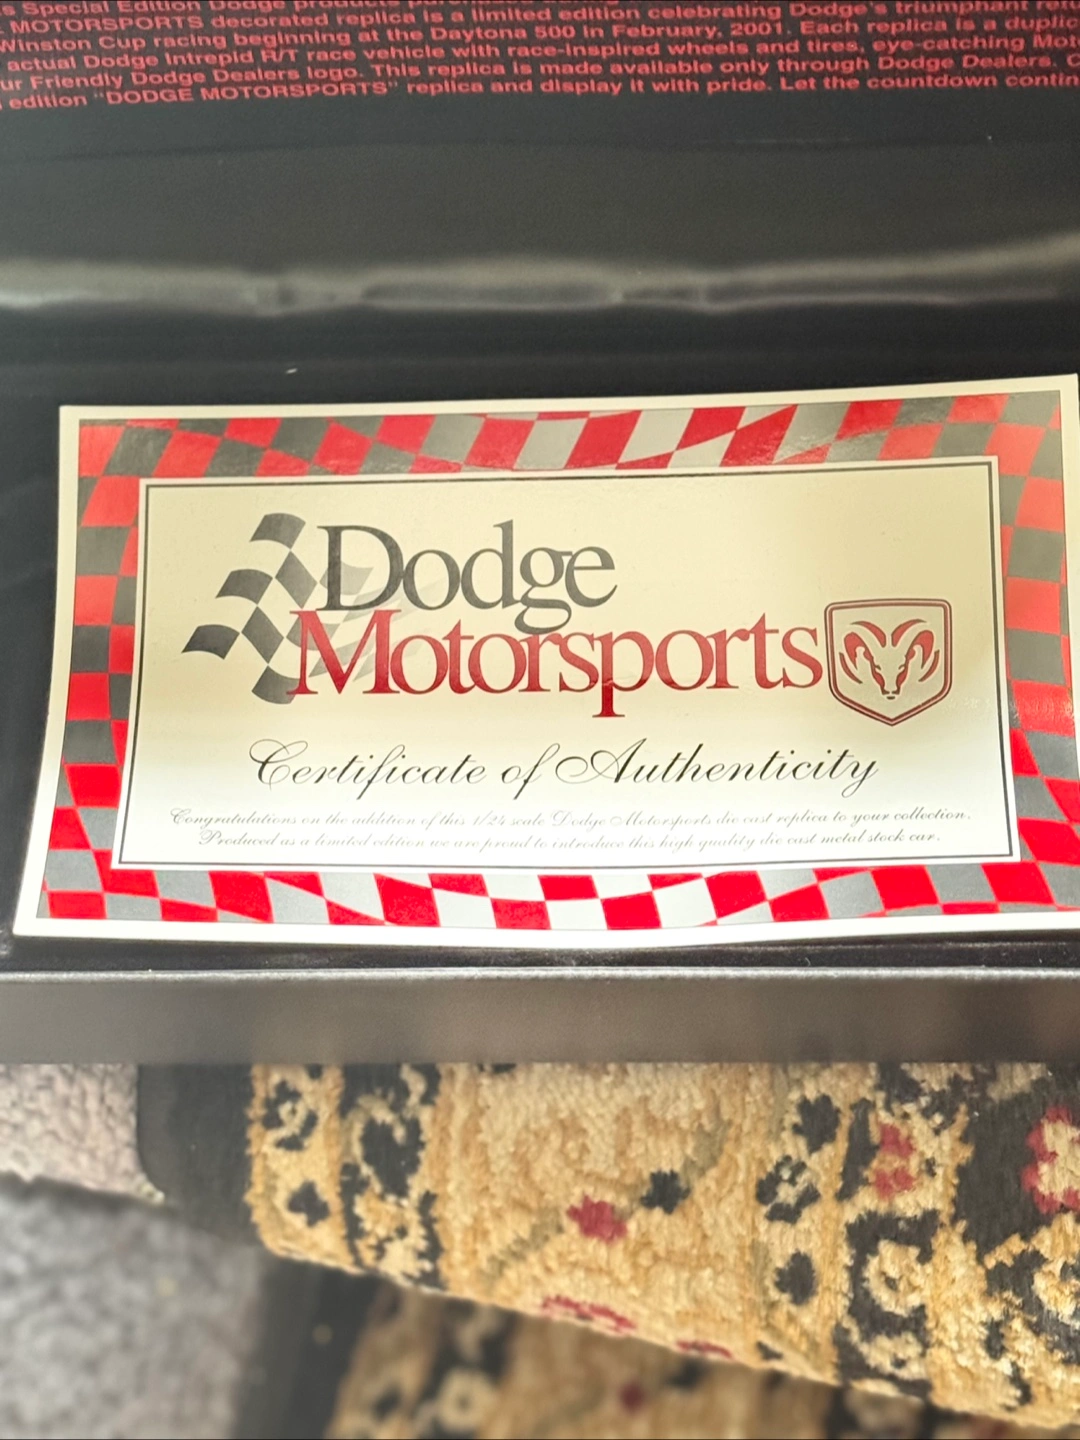 Special Edition Dodge
MOTORSPORTS decorated replica is a limited edition celebrating Dodge's triumphant
Winston Cup racing beginning at the Daytona 500 in February, 2001. Each replica is a
actual Dodge Intrepid R/T race vehicle with race-inspired wheels and tires, eye-catching
ur Friendly Dodge Dealers logo. This replica is made available only through Dodge Dealers.
edition "DODGE MOTORSPORTS" replica and display it with pride. Let the countdown
Dodge
Motorsports
Certificate of Authenticity
Congratulations on the addition of this 1/24 scale Dodge Motorsports die cast replica to your collection.
Produced as a limited edition we are proud to introduce this high quality die cast metal stock car.